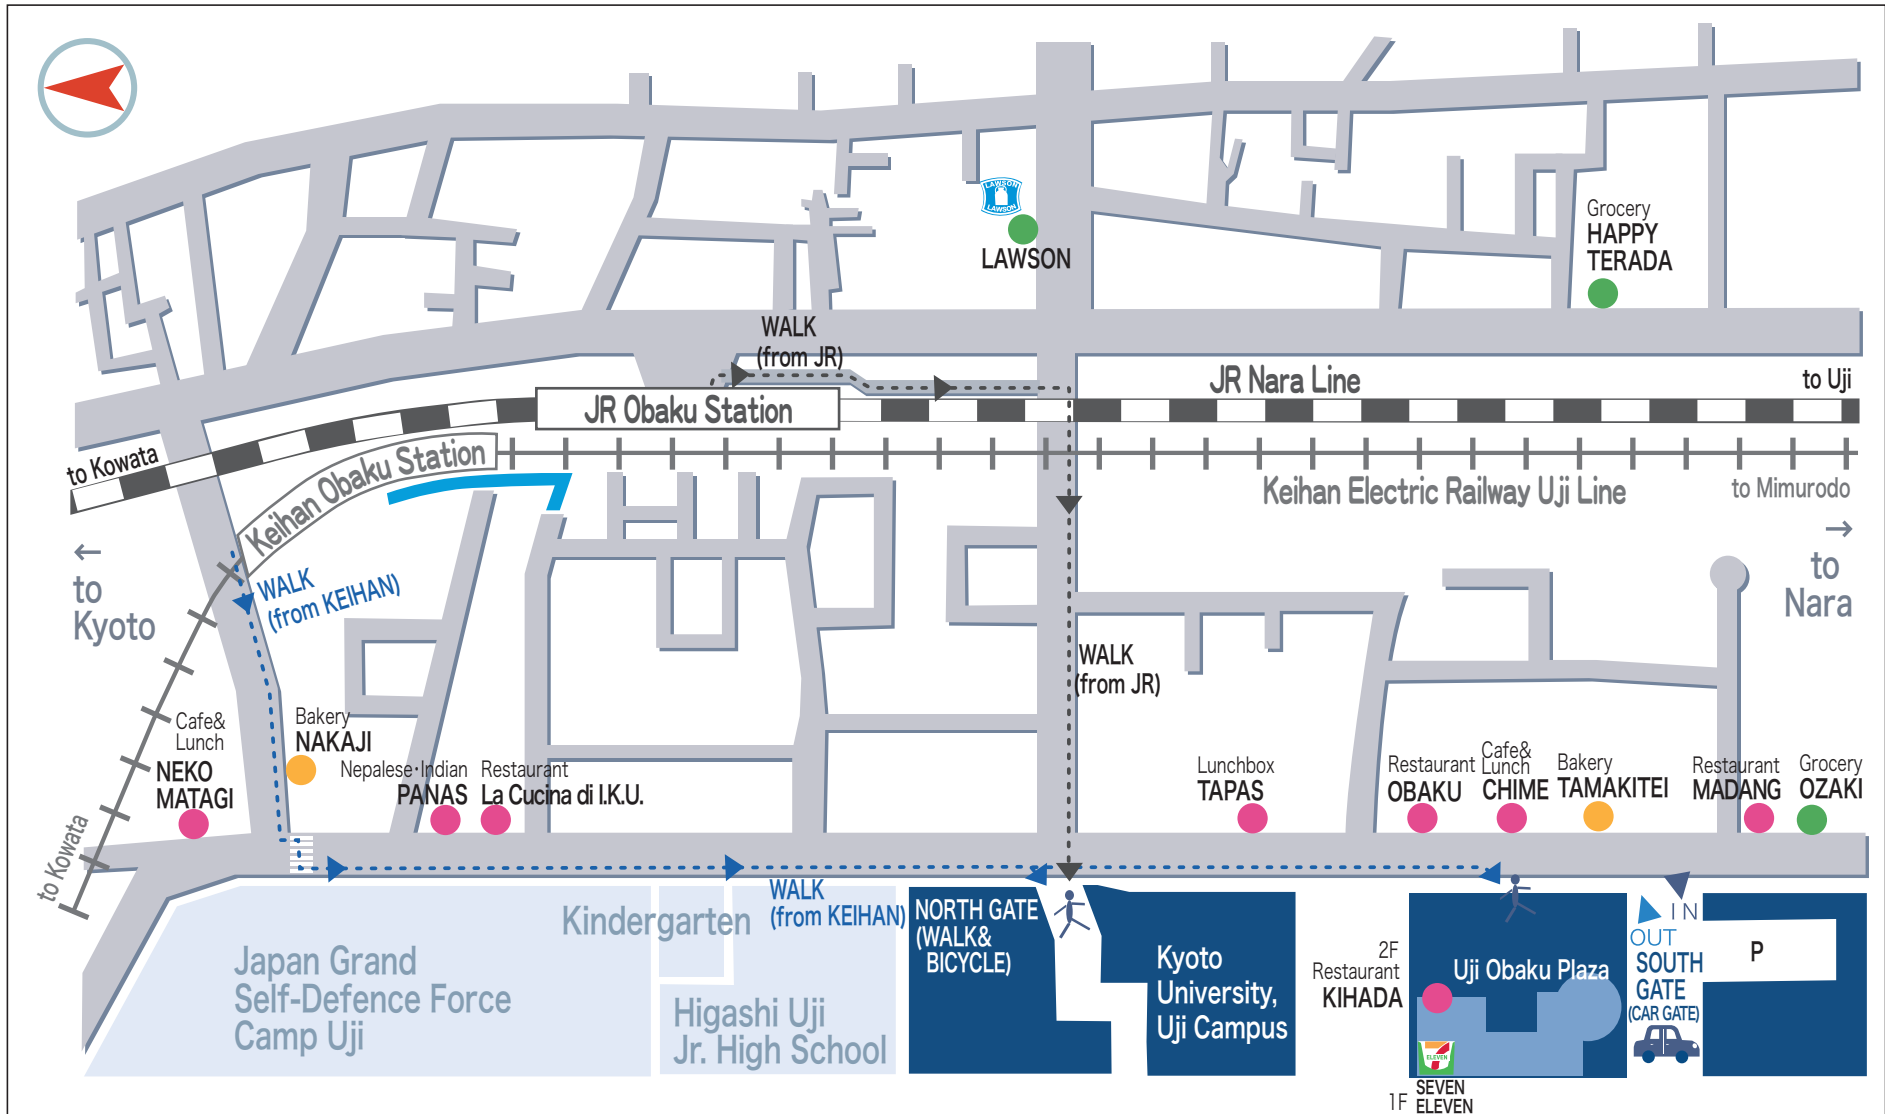 LAWSON
LAWSON
LAWSON
Grocery
HAPPY
TERADA
WALK
(from JR)
JR Nara Line
to Uji
JR Obaku Station
to Kowata
Keihan Obaku Station
Keihan Electric Railway Uji Line
to Mimurodo
←
to
Kyoto
→
to
Nara
WALK
(from KEIHAN)
WALK
(from JR)
Cafe&
Lunch
NEKO
MATAGI
Bakery
NAKAJI
Nepalese·Indian
PANAS
Restaurant
La Cucina di I.K.U.
Lunchbox
TAPAS
Restaurant
OBAKU
Cafe&
Lunch
CHIME
Bakery
TAMAKITEI
Restaurant
MADANG
Grocery
OZAKI
to Kowata
WALK
(from KEIHAN)
Kindergarten
Japan Grand
Self-Defence Force
Camp Uji
Higashi Uji
Jr. High School
NORTH GATE
(WALK&
BICYCLE)
Kyoto
University,
Uji Campus
2F
Restaurant
KIHADA
Uji Obaku Plaza
IN
OUT
SOUTH
GATE
(CAR GATE)
P
ELEVEN
1F
SEVEN
ELEVEN